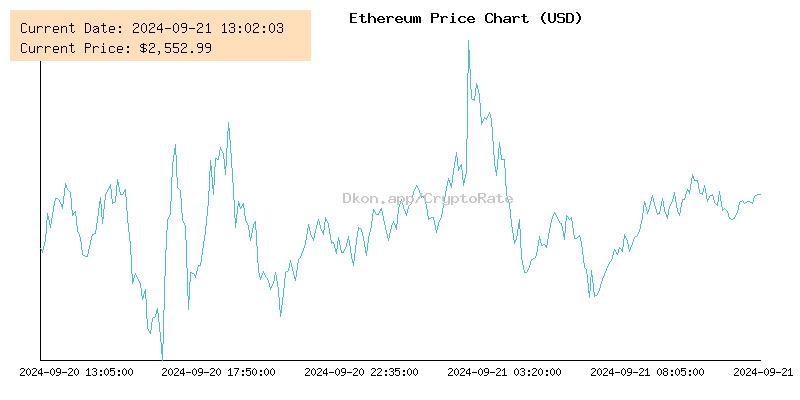 Ethereum Price Chart (USD)
Current Date: 2024-09-21 13:02:03
Current Price: $2,552.99
Dkon.app/CryptoRate
2024-09-20 13:05:00
2024-09-20 17:50:00
2024-09-20 22:35:00
2024-09-21 03:20:00
2024-09-21 08:05:00
2024-09-21